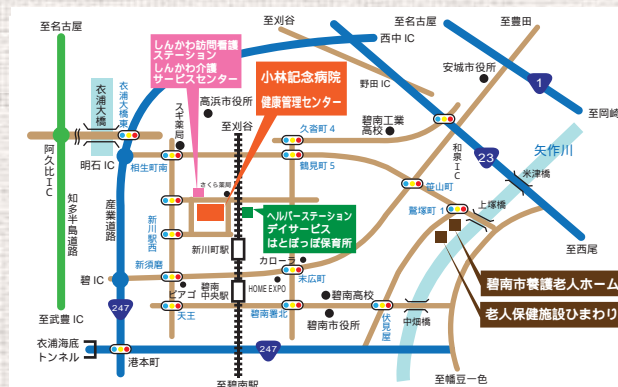 至名古屋
至刈谷
至名古屋
至豊田
西中 IC
しんかわ訪問看護
ステーション
しんかわ介護
サービスセンター
小林記念病院
健康管理センター
野田 IC
安城市役所
1
至岡崎
衣浦大橋
衣浦大橋東
スギ薬局
高浜市役所
至刈谷
久沓町 4
碧南工業
高校
和泉 IC
23
矢作川
米津橋
阿久比 IC
明石 IC
相生町南
鶴見町 5
さくら薬局
笹山町
鷲塚町 1
上塚橋
知多半島道路
産業道路
新川駅西
ヘルパーステーション
デイサービス
はとぽっぽ保育所
新川町駅
至西尾
カローラ
新須磨
碧 IC
ピアゴ
碧南
中央駅
HOME EXPO
末広町
碧南市養護老人ホーム
老人保健施設ひまわり
247
至武豊 IC
天王
碧南署北
碧南高校
碧南市役所
伏見屋
中畑橋
衣浦海底
トンネル
港本町
247
至碧南駅
至幡豆一色